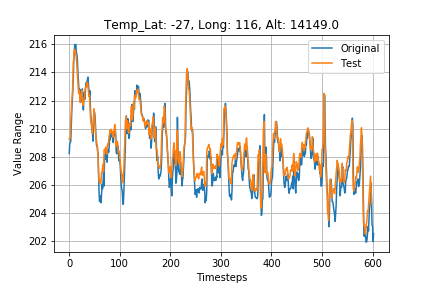 Temp_Lat: -27, Long: 116, Alt: 14149.0
Original
Test
Value Range
216
214
212
210
208
206
204
202
0 100 200 300 400 500 600
Timesteps